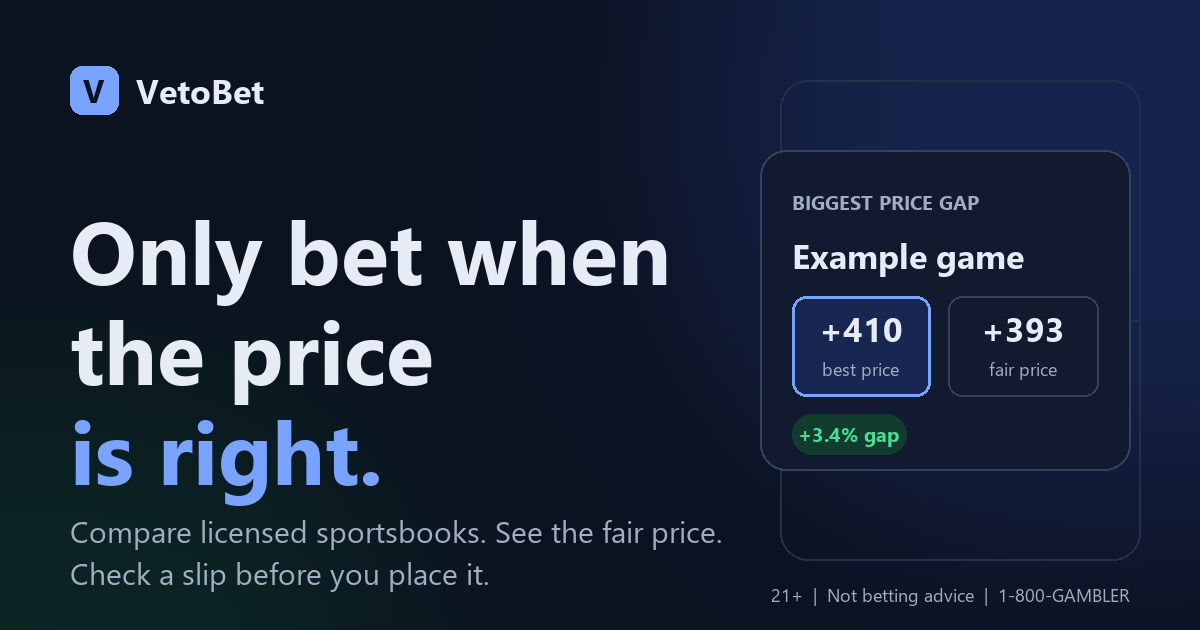 V VetoBet
Only bet when
the price
is right.
Compare licensed sportsbooks. See the fair price.
Check a slip before you place it.
BIGGEST PRICE GAP
Example game
+410 +393
best price fair price
+3.4% gap
21+ | Not betting advice | 1-800-GAMBLER